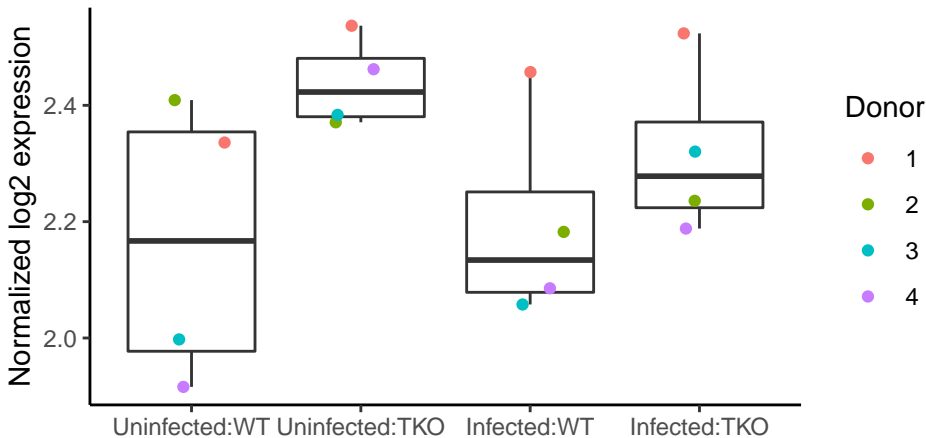 Normalized log2 expression
2.4
2.2
2.0
Uninfected:WT Uninfected:TKO Infected:WT Infected:TKO
Donor
1
2
3
4